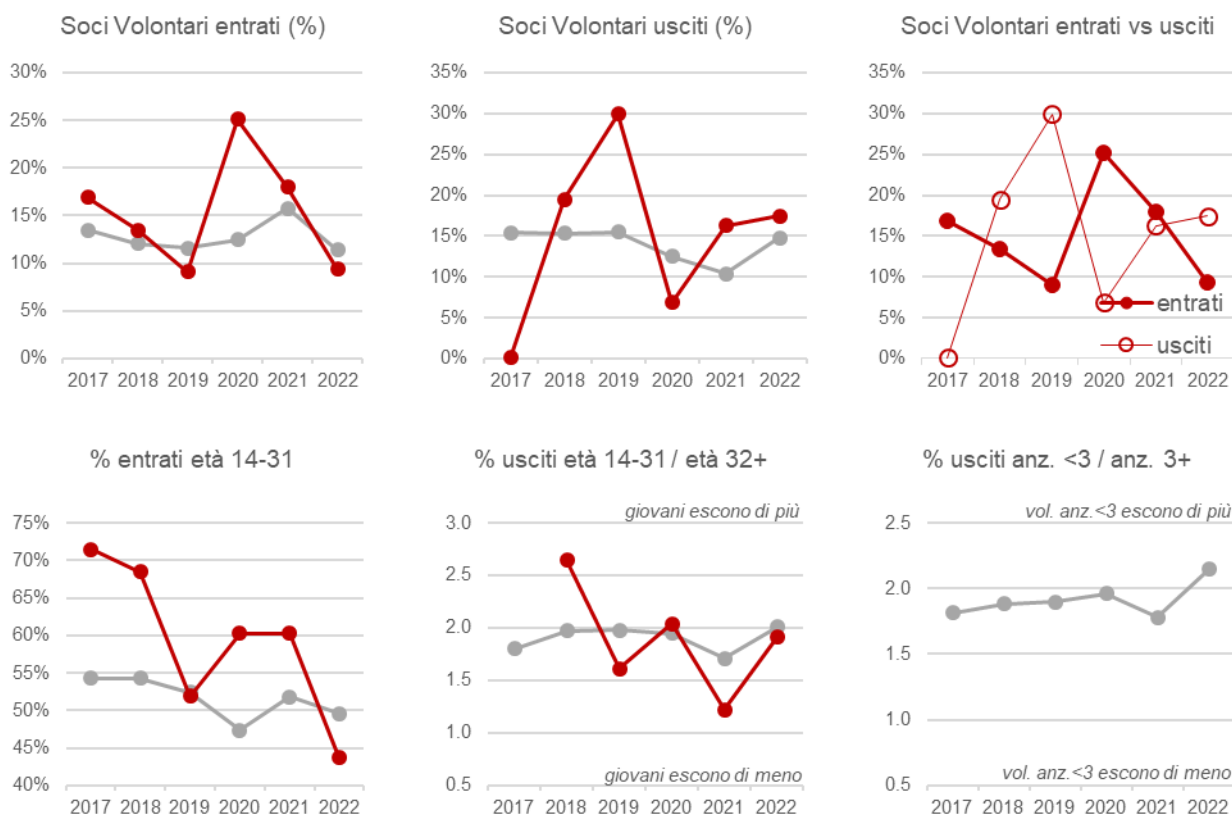 Soci Volontari entrati (%)
30%
25%
20%
15%
10%
5%
0%
2017 2018 2019 2020 2021 2022
Soci Volontari usciti (%)
35%
30%
25%
20%
15%
10%
5%
0%
2017 2018 2019 2020 2021 2022
Soci Volontari entrati vs usciti
35%
30%
25%
20%
15%
10%
5%
0%
entrati
usciti
2017 2018 2019 2020 2021 2022
% entrati età 14-31
75%
70%
65%
60%
55%
50%
45%
40%
2017 2018 2019 2020 2021 2022
% usciti età 14-31 / età 32+
giovani escono di più
3.0
2.5
2.0
1.5
1.0
0.5
giovani escono di meno
2017 2018 2019 2020 2021 2022
% usciti anz. <3 / anz. 3+
vol. anz.<3 escono di più
2.5
2.0
1.5
1.0
0.5
vol. anz.<3 escono di meno
2017 2018 2019 2020 2021 2022